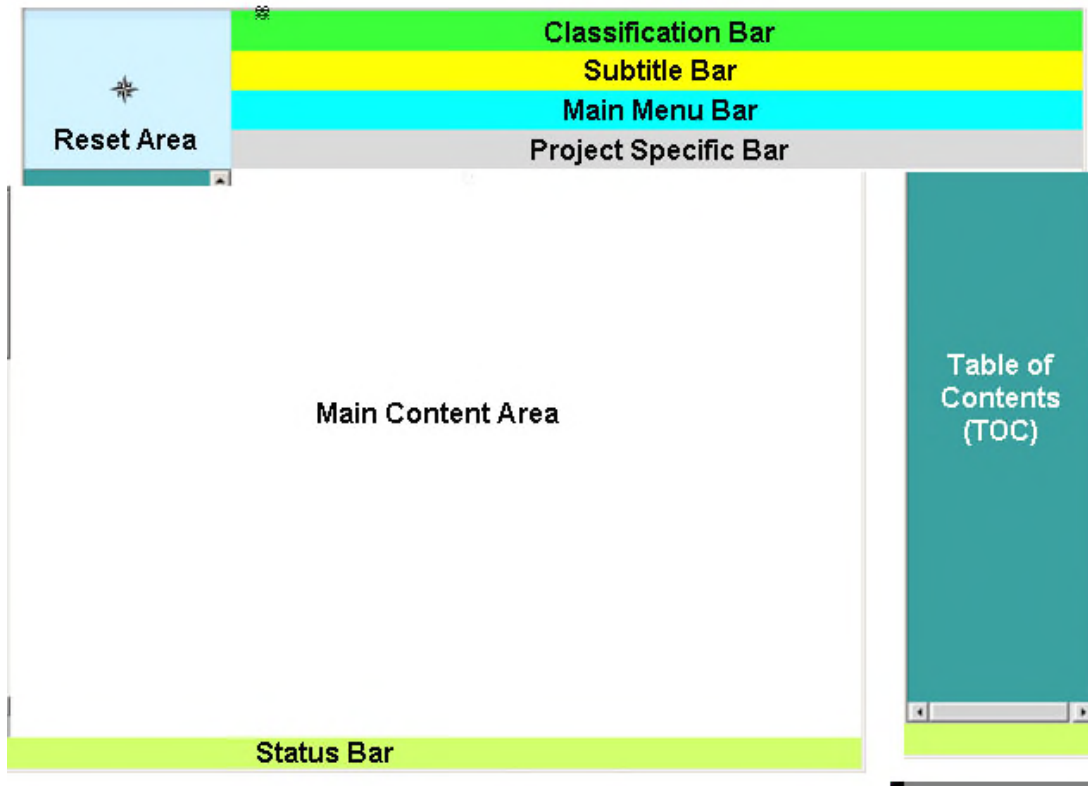 Classification Bar
Subtitle Bar
Main Menu Bar
Reset Area
Project Specific Bar
Table of
Contents
(TOC)
Main Content Area
Status Bar